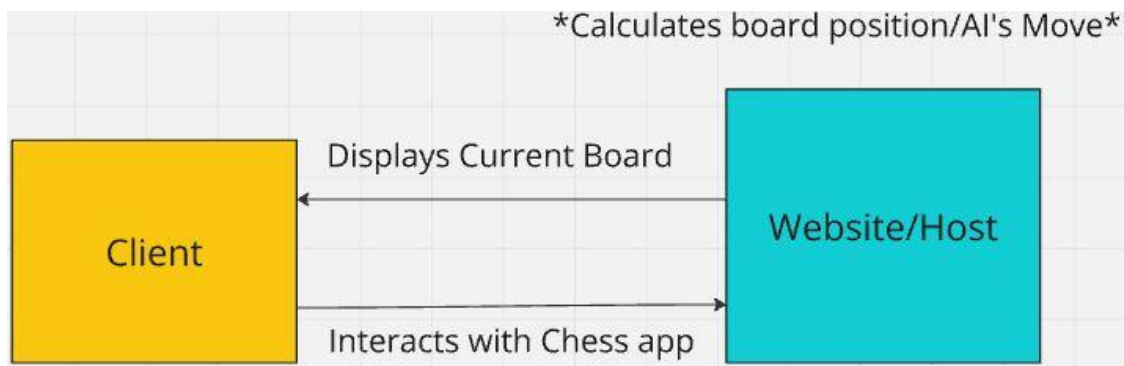 *Calculates board position/AI's Move*
Displays Current Board
Client
Website/Host
Interacts with Chess app